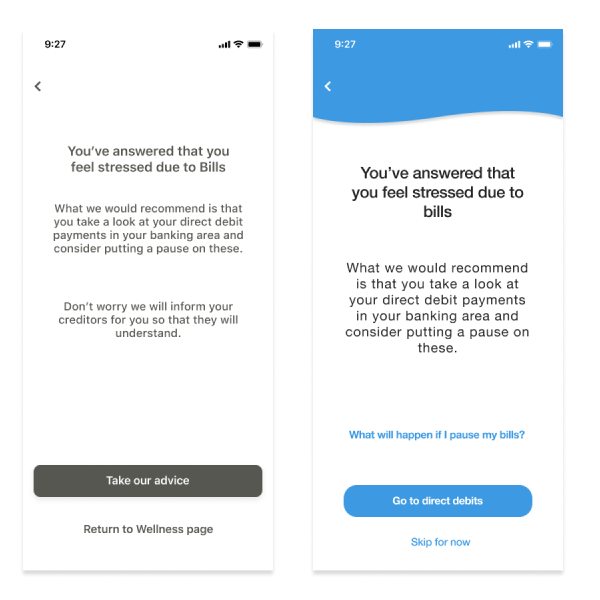 9:27
You've answered that you
feel stressed due to Bills
What we would recommend is that
you take a look at your direct debit
payments in your banking area and
consider putting a pause on these.
Don't worry we will inform your
creditors for you so that they will
understand.
Take our advice
Return to Wellness page
9:27
You've answered that
you feel stressed due to
bills
What we would recommend
is that you take a look at
your direct debit payments
in your banking area and
consider putting a pause on
these.
What will happen if I pause my bills?
Go to direct debits
Skip for now